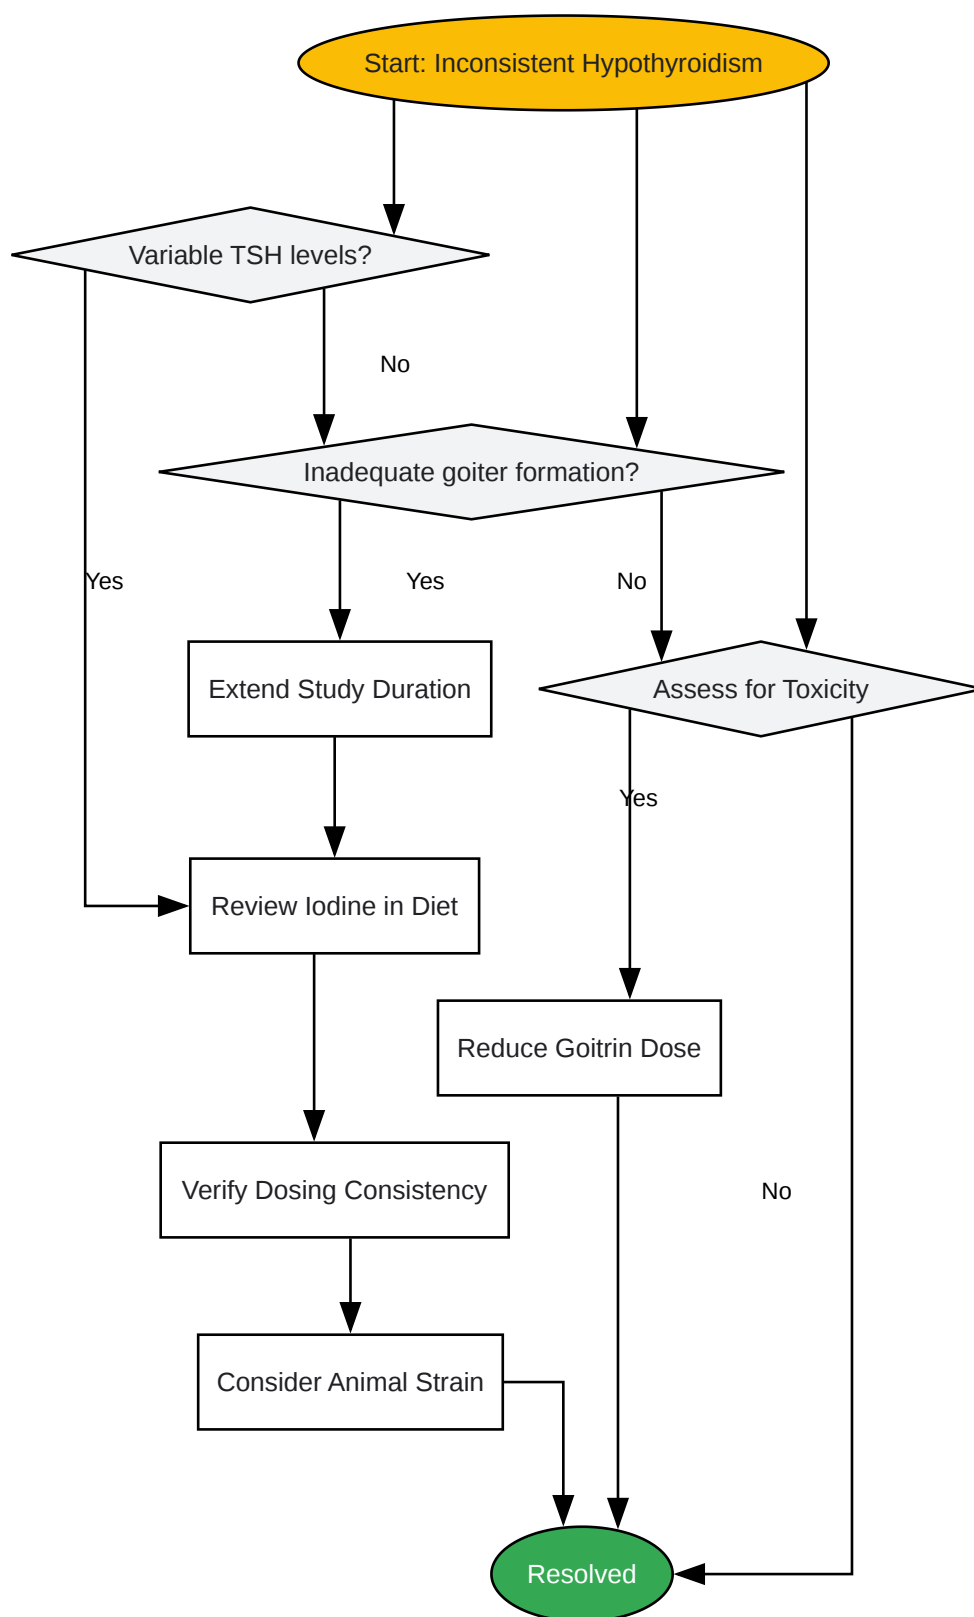 Start: Inconsistent Hypothyroidism
Variable TSH levels?
No
Inadequate goiter formation?
Yes
Yes
No
Extend Study Duration
Assess for Toxicity
Yes
Review Iodine in Diet
Reduce Goitrin Dose
Verify Dosing Consistency
No
Consider Animal Strain
Resolved